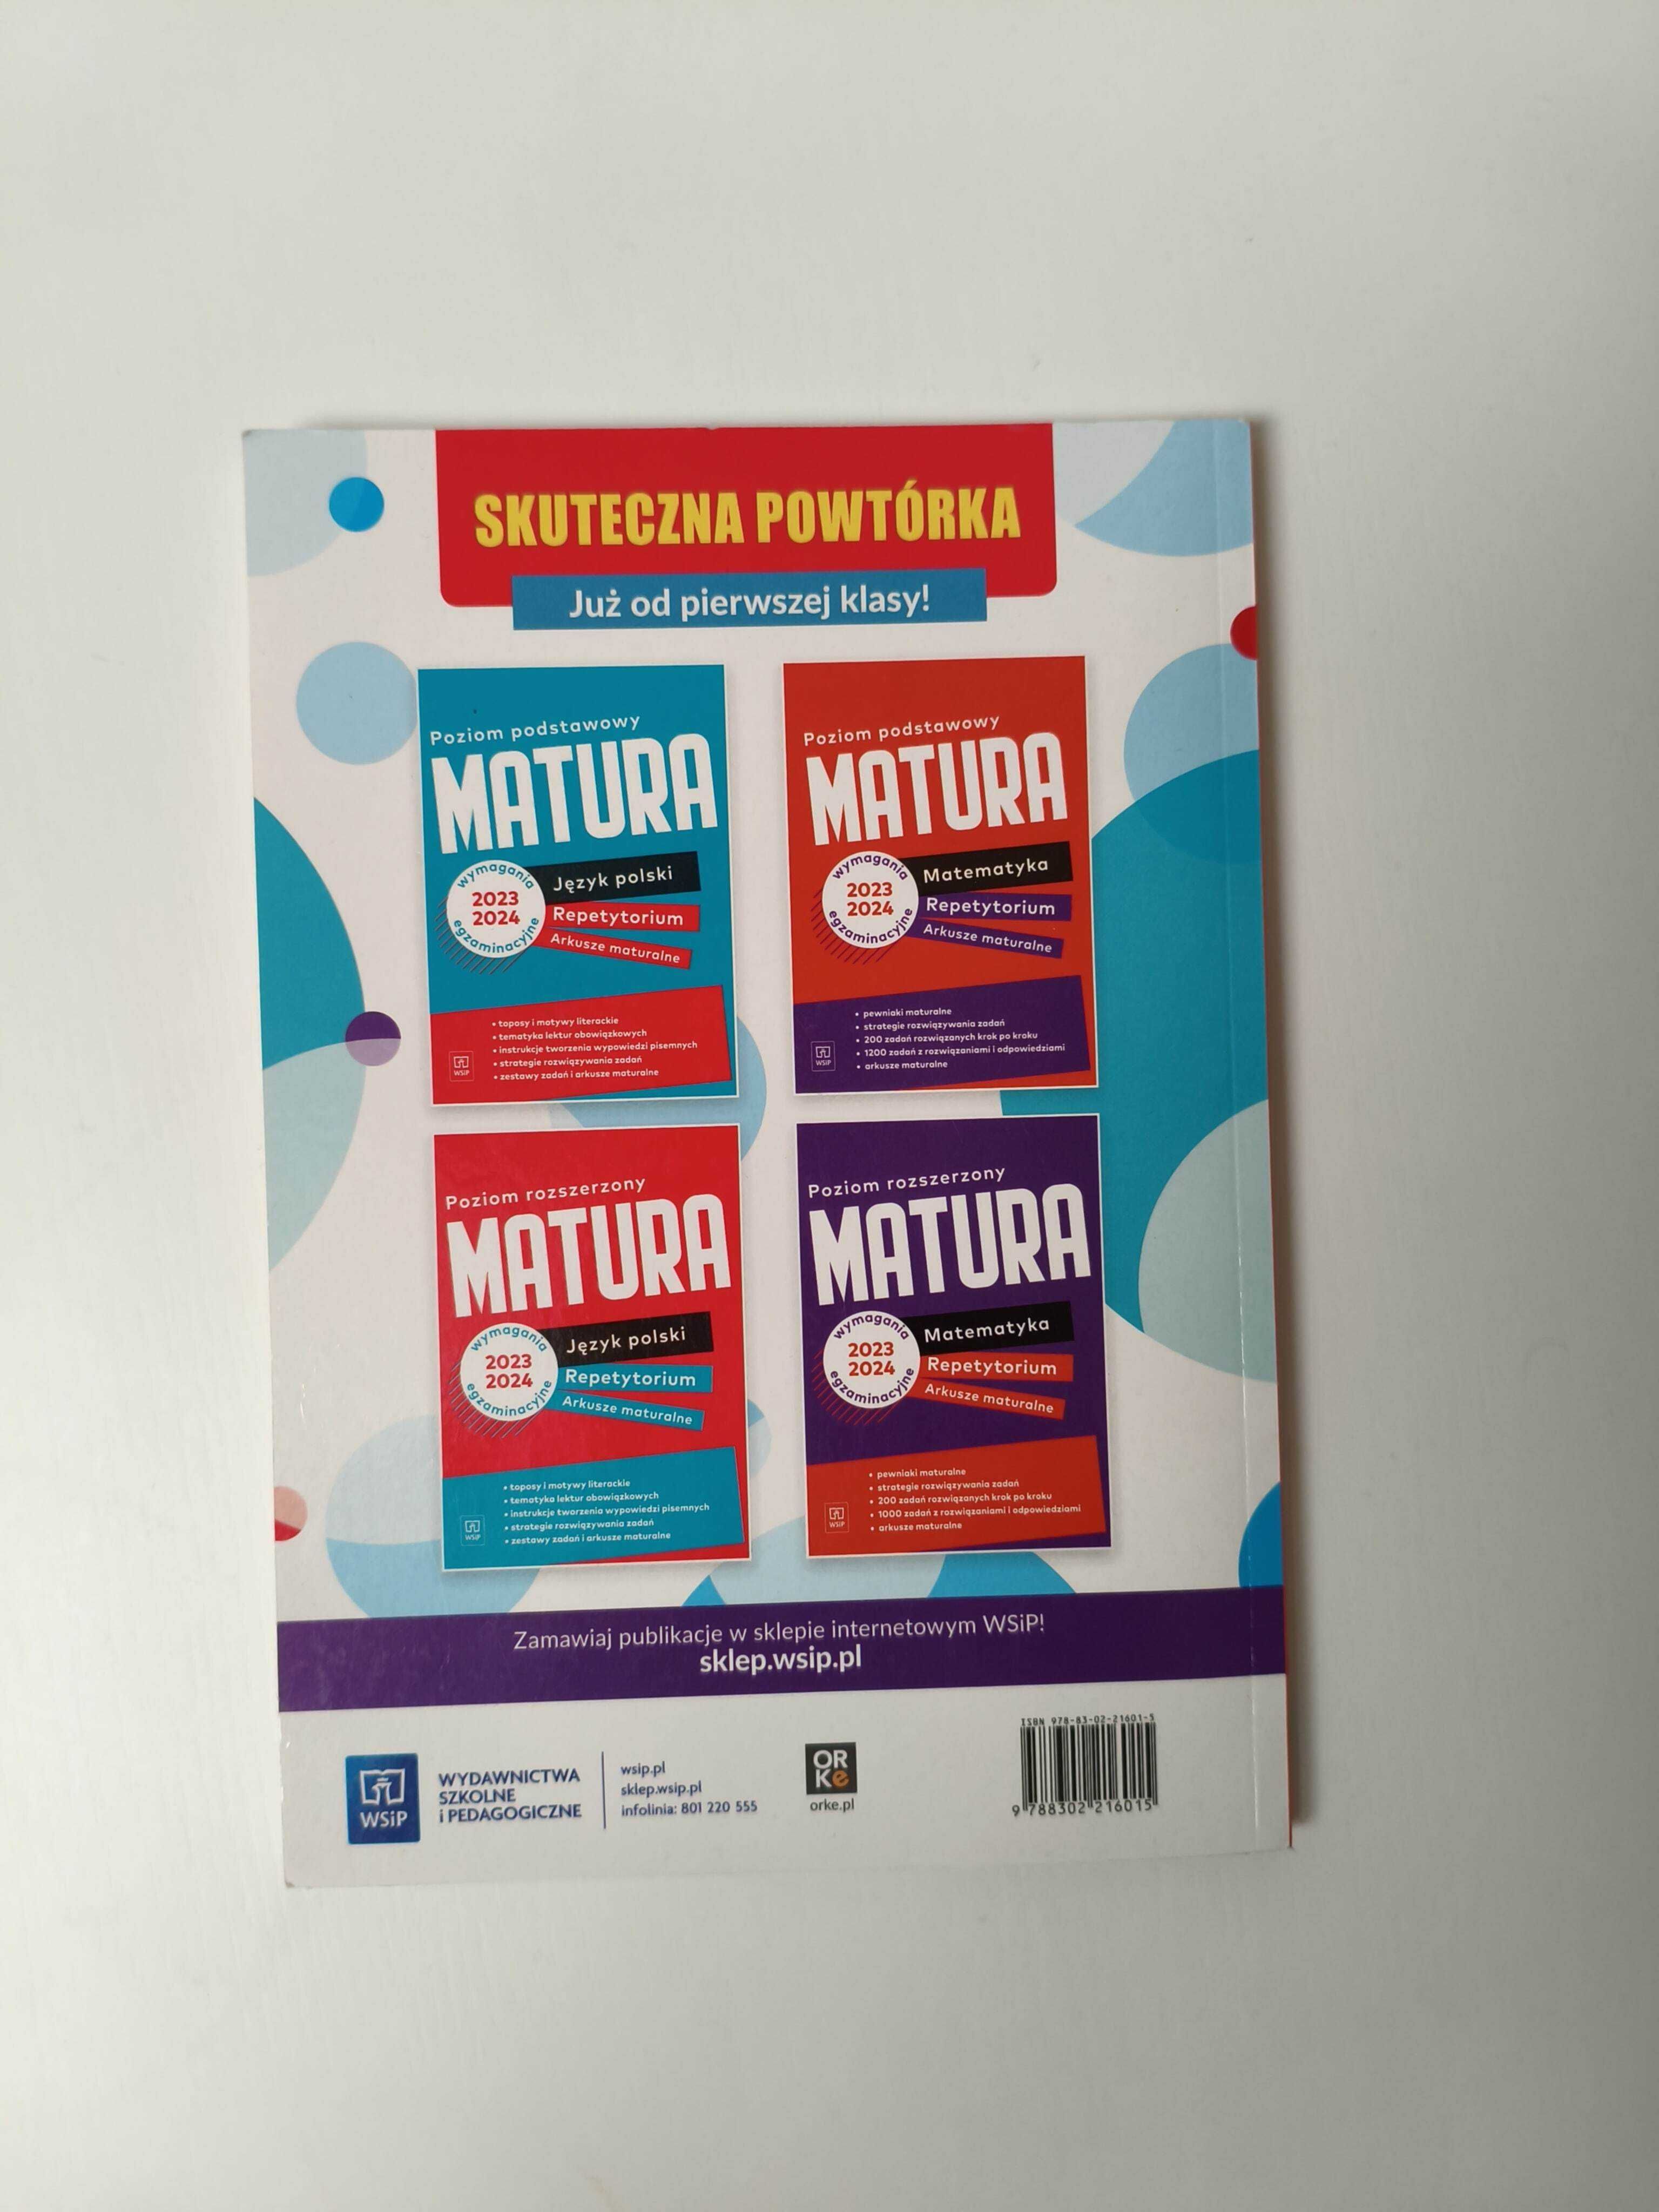 SKUTECZNA POWTÓRKA
Już od pierwszej klasy!
Poziom podstawowy
MATURA
wymagania
2023
2024
egzaminacyjne
Język polski
Repetytorium
Arkusze maturalne
• toposy i motywy literackie
• tematyka lektur obowiązkowych
• instrukcje tworzenia wypowiedzi pisemnych
• strategie rozwiązywania zadań
• zestawy zadań i arkusze maturalne
WSiP
Poziom podstawowy
MATURA
wymagania
2023
2024
egzaminacyjne
Matematyka
Repetytorium
Arkusze maturalne
• pewniaki maturalne
• strategie rozwiązywania zadań
• 200 zadań rozwiązanych krok po kroku
• 1200 zadań z rozwiązaniami i odpowiedziami
• arkusze maturalne
WSiP
Poziom rozszerzony
MATURA
wymagania
2023
2024
egzaminacyjne
Język polski
Repetytorium
Arkusze maturalne
• toposy i motywy literackie
• tematyka lektur obowiązkowych
• instrukcje tworzenia wypowiedzi pisemnych
• strategie rozwiązywania zadań
• zestawy zadań i arkusze maturalne
WSiP
Poziom rozszerzony
MATURA
wymagania
2023
2024
egzaminacyjne
Matematyka
Repetytorium
Arkusze maturalne
• pewniaki maturalne
• strategie rozwiązywania zadań
• 200 zadań rozwiązanych krok po kroku
• 1000 zadań z rozwiązaniami i odpowiedziami
• arkusze maturalne
WSiP
Zamawiaj publikacje w sklepie internetowym WSiP!
sklep.wsip.pl
WSiP
WYDAWNICTWA
SZKOLNE
i PEDAGOGICZNE
wsip.pl
sklep.wsip.pl
infolinia: 801 220 555
OR
Ke
orke.pl
ISBN 978-83-02-21601-5
9 788302 216015